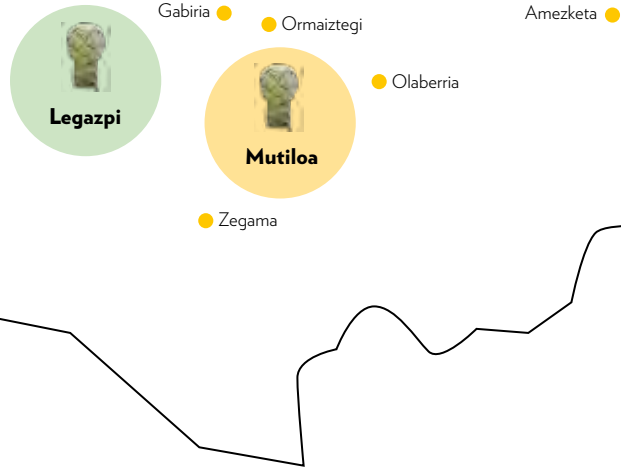 Gabiria
Ormaiztegi
Amezketa
Olaberria
Legazpi
Mutiloa
Zegama